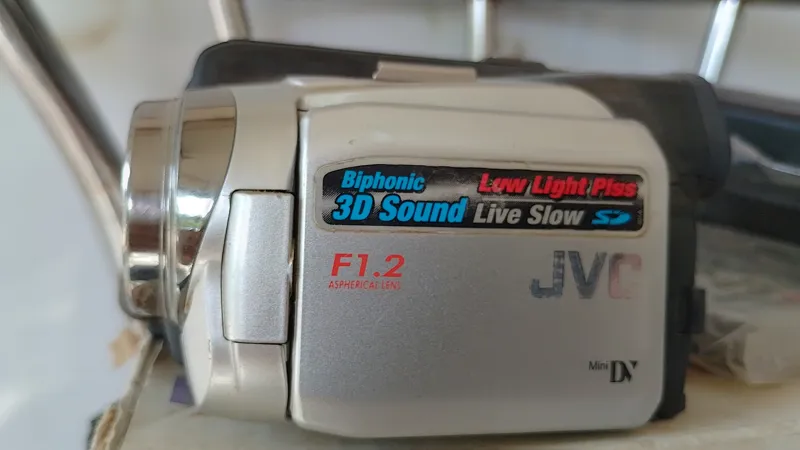 Biphonic
3D Sound
Low Light Plus
Live Slow SD
F1.2
ASPHERICAL LENS
JVC
Mini DV